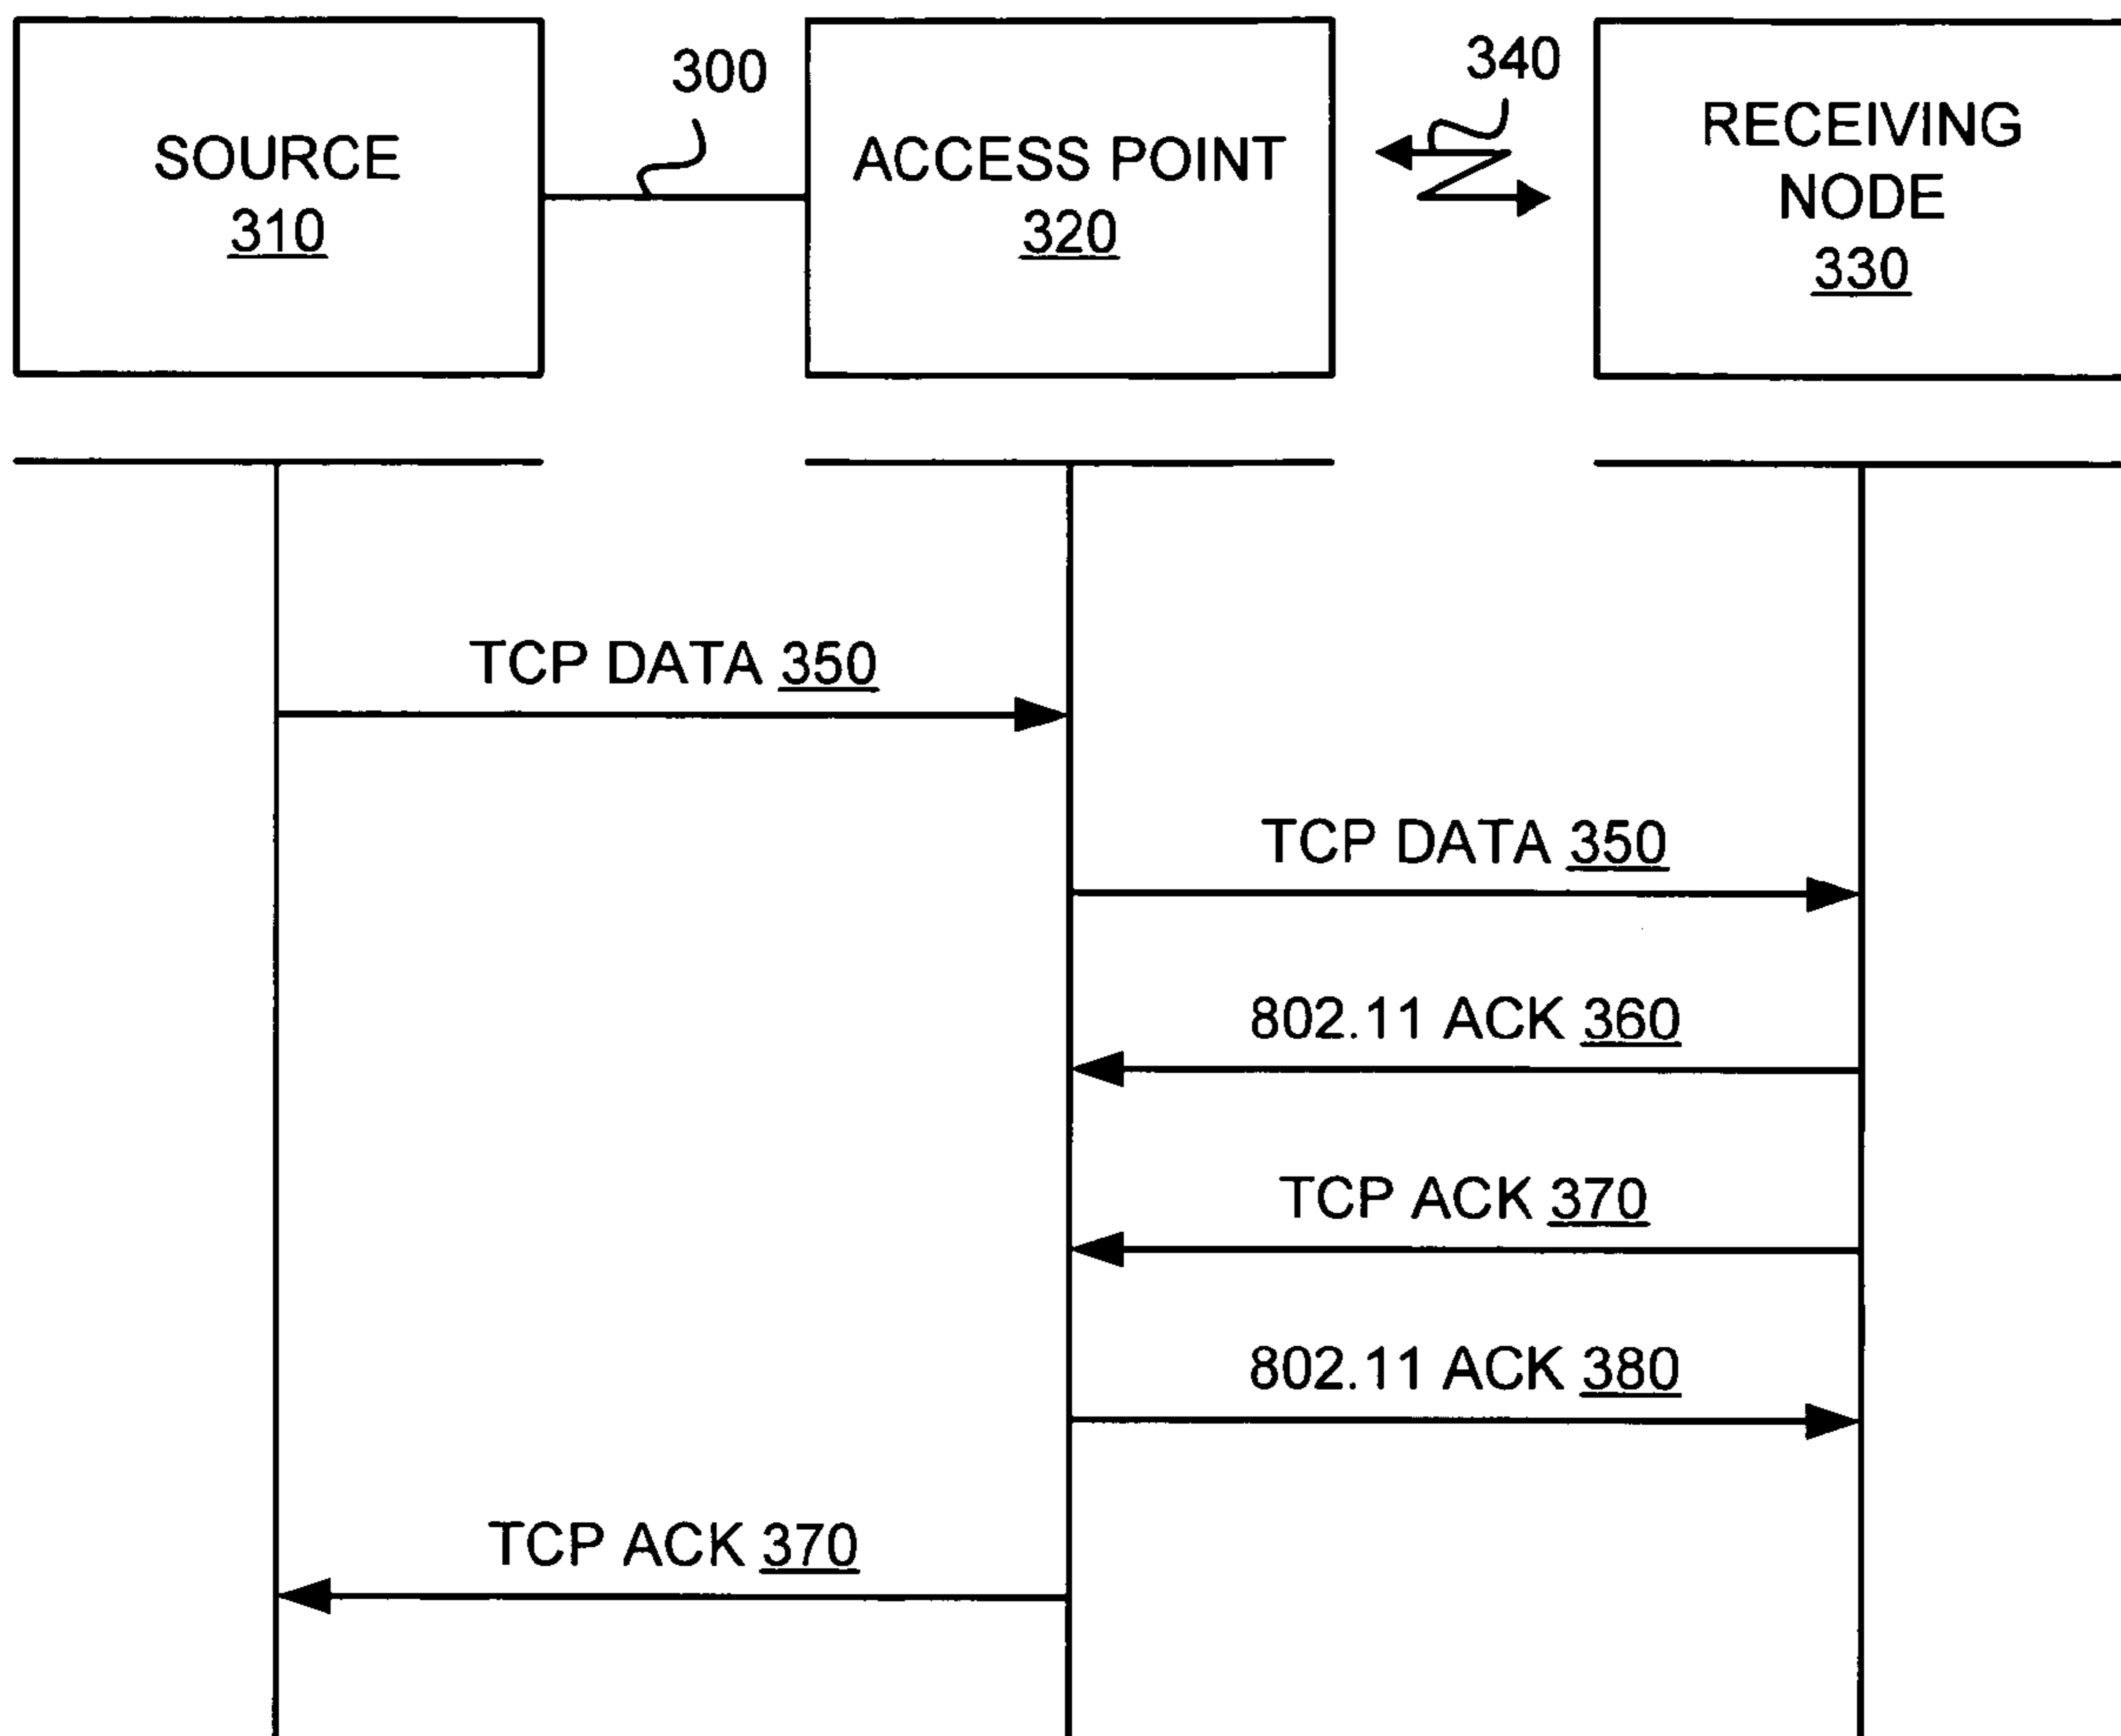 300
340
SOURCE
310
ACCESS POINT
320
RECEIVING
NODE
330
TCP DATA 350
TCP DATA 350
802.11 ACK 360
TCP ACK 370
802.11 ACK 380
TCP ACK 370